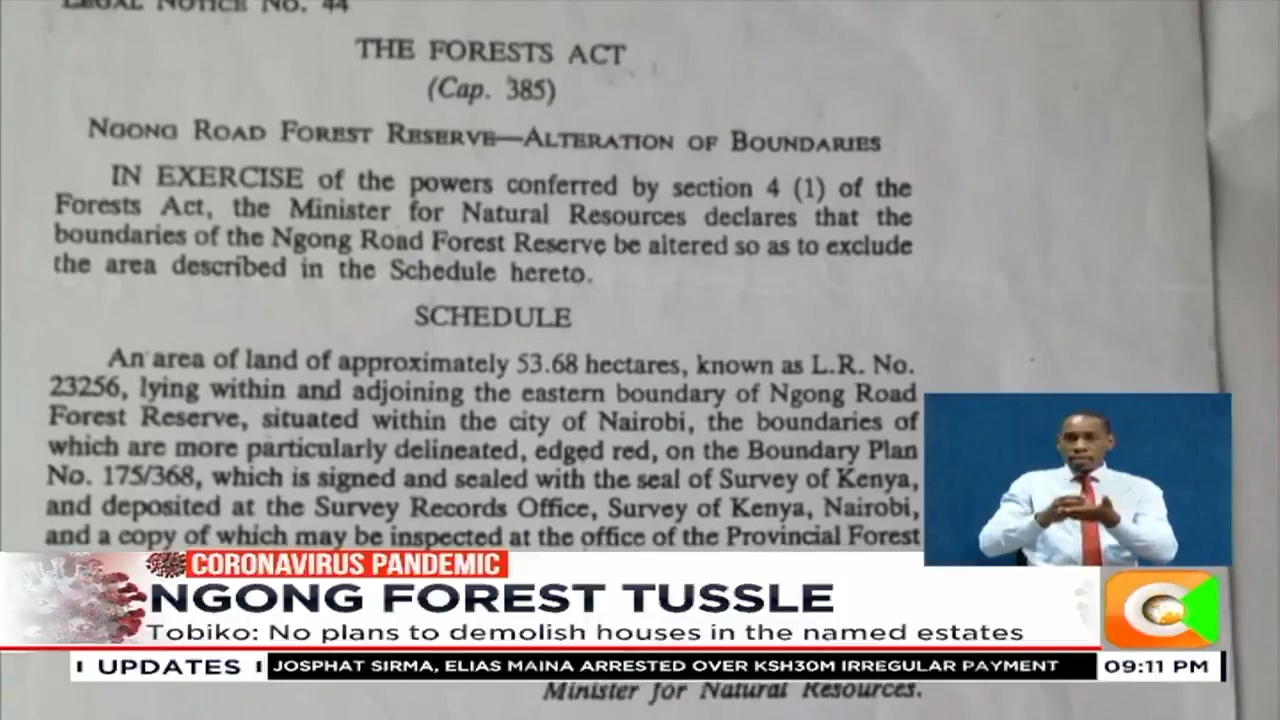 LEGAL NOTICE NO. 44
THE FORESTS ACT
(Cap. 385)
NGONG ROAD FOREST RESERVE—ALTERATION OF BOUNDARIES
IN EXERCISE of the powers conferred by section 4 (1) of the
Forests Act, the Minister for Natural Resources declares that the
boundaries of the Ngong Road Forest Reserve be altered so as to exclude
the area described in the Schedule hereto.
SCHEDULE
An area of land of approximately 53.68 hectares, known as L.R. No.
23256, lying within and adjoining the eastern boundary of Ngong Road
Forest Reserve, situated within the city of Nairobi, the boundaries of
which are more particularly delineated, edged red, on the Boundary Plan
No. 175/368, which is signed and sealed with the seal of Survey of Kenya,
and deposited at the Survey Records Office, Survey of Kenya, Nairobi,
and a copy of which may be inspected at the office of the Provincial Forest
CORONAVIRUS PANDEMIC
NGONG FOREST TUSSLE
Tobiko: No plans to demolish houses in the named estates
UPDATES
JOSPHAT SIRMA, ELIAS MAINA ARRESTED OVER KSH30M IRREGULAR PAYMENT
09:11 PM
Minister for Natural Resources.